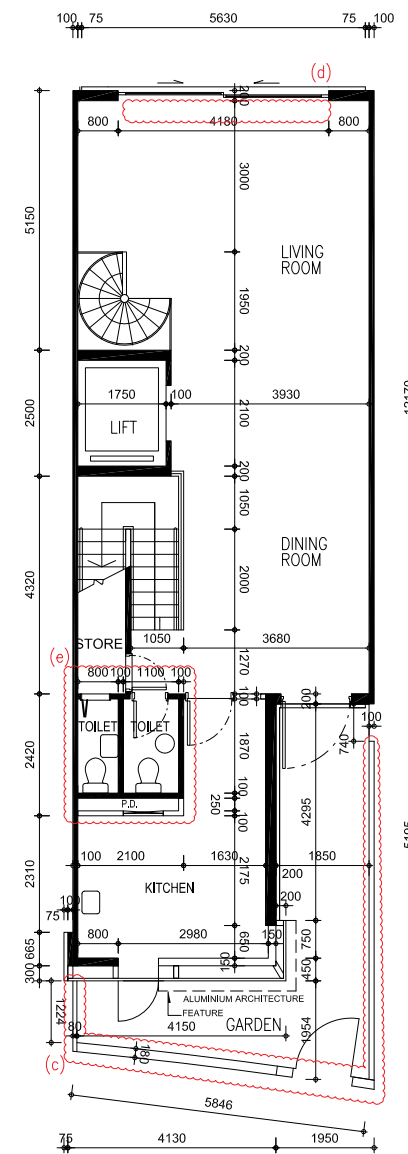 100 75 5630 75 100
(d)
200
800 4180 800
3000
5150
LIVING
ROOM
1950
200
1750 100 3930
2500
2100
LIFT
200
1050
DINING
ROOM
2000
4320
STORE
1050 3680
(e)
1270
800 100 1100 100
100
200
100
TOILET TOILET
740
1870
2420
100
250
P.D.
100
4295
100 2100 1630 1850
2310
2175
200
KITCHEN
200
100
75
800 2980 150
650
750
665
150
450
300
ALUMINIUM ARCHITECTURE
FEATURE
1224
GARDEN
80 4150
1954
180
(c)
5846
75 4130 1950